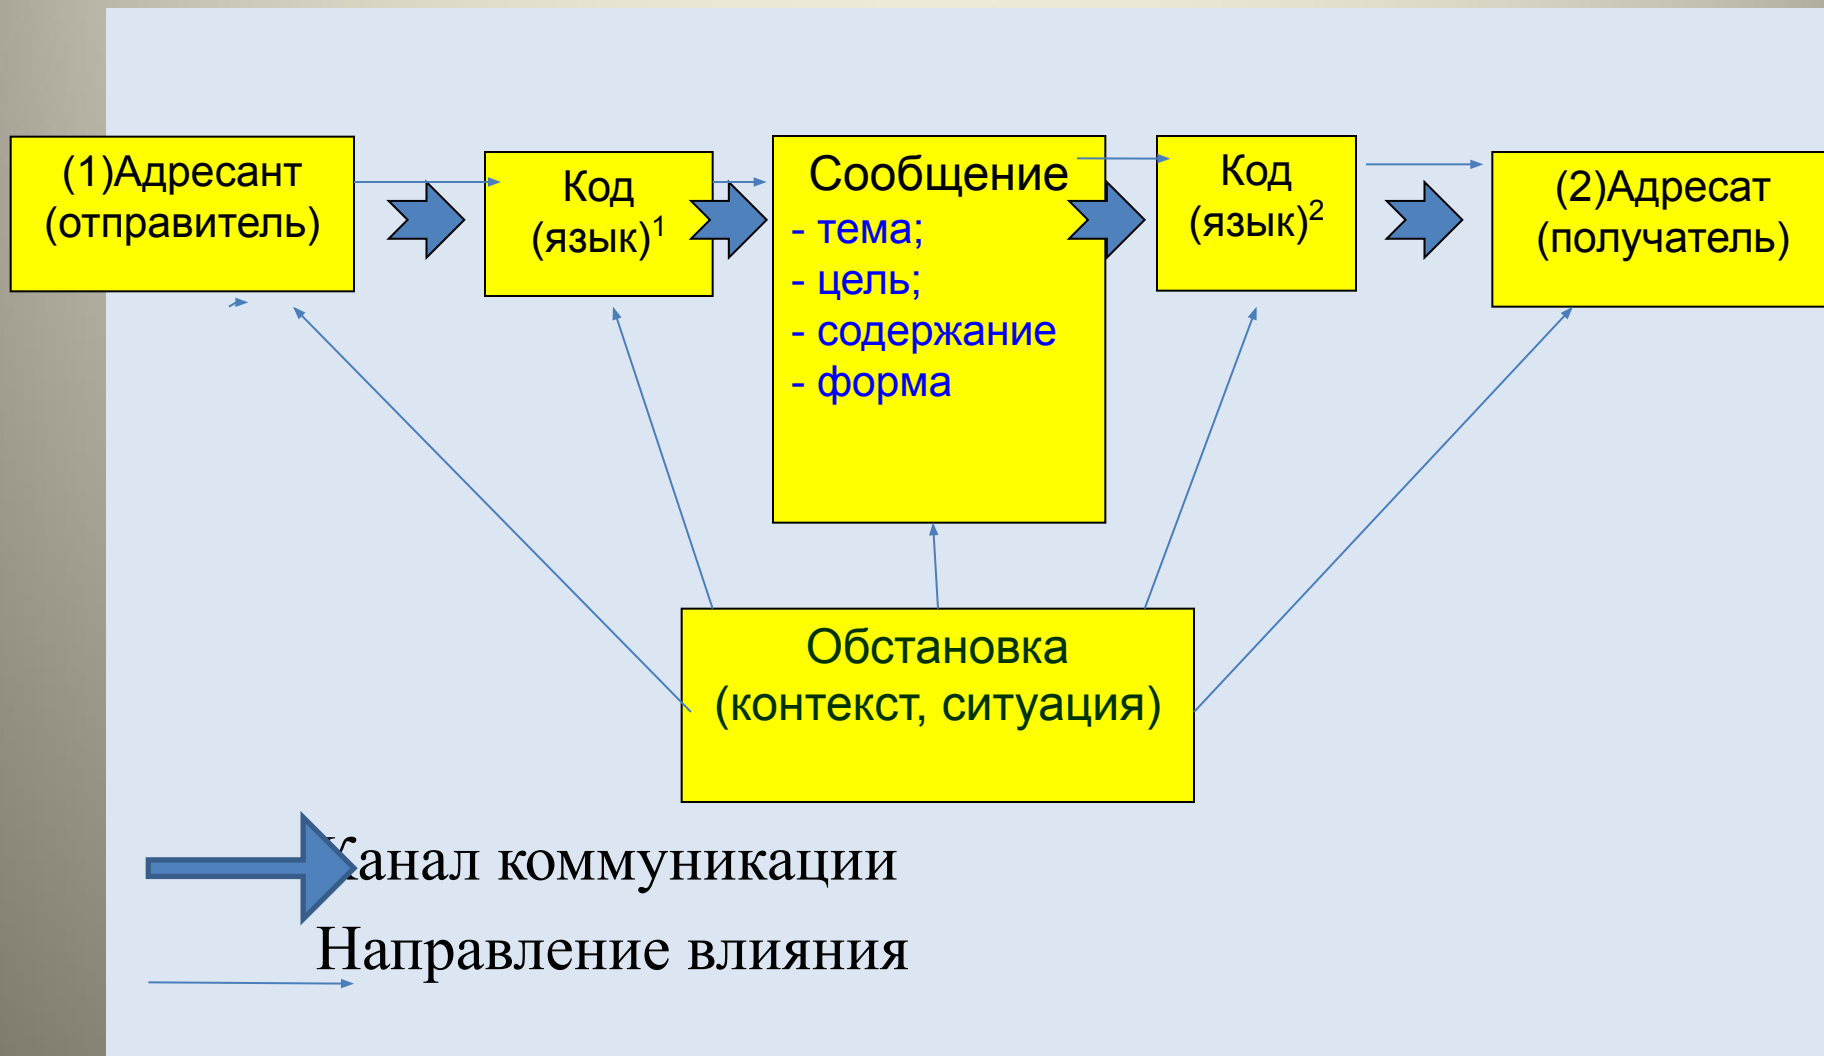 (1)Адресант
(отправитель)
Код
(язык)¹
Сообщение
- тема;
- цель;
- содержание
- форма
Код
(язык)²
(2)Адресат
(получатель)
Обстановка
(контекст, ситуация)
Канал коммуникации
Направление влияния